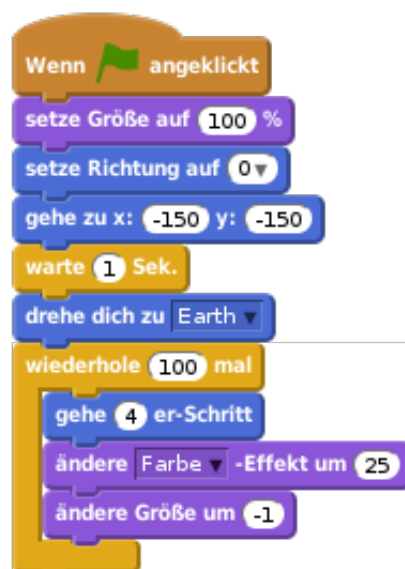 Wenn angeklickt
setze Größe auf 100 %
setze Richtung auf 0
gehe zu x: -150 y: -150
warte 1 Sek.
drehe dich zu Earth
wiederhole 100 mal
gehe 4 er-Schritt
ändere Farbe -Effekt um 25
ändere Größe um -1